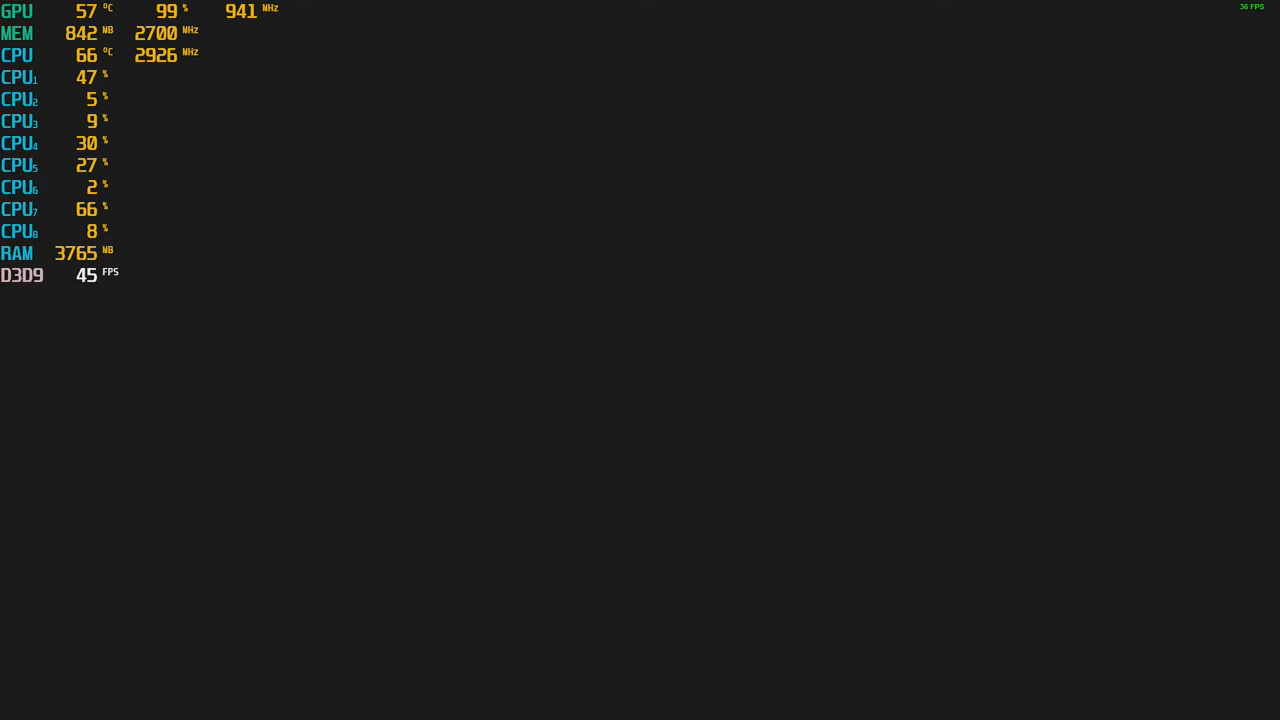 GPU 57 °C 99 % 941 MHz 36 FPS
MEM 842 MB 2700 MHz
CPU 66 °C 2926 MHz
CPU1 47 %
CPU2 5 %
CPU3 9 %
CPU4 30 %
CPU5 27 %
CPU6 2 %
CPU7 66 %
CPU8 8 %
RAM 3765 MB
D3D9 45 FPS